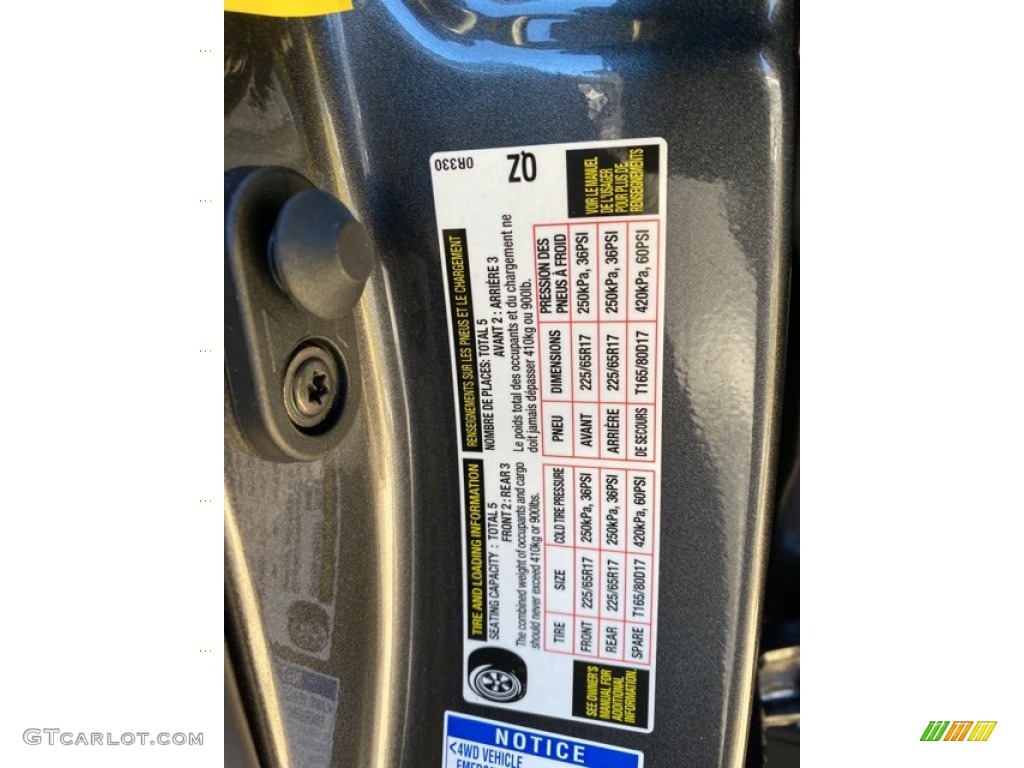 TIRE AND LOADING INFORMATION
SEATING CAPACITY : TOTAL 5
FRONT 2 : REAR 3
The combined weight of occupants and cargo
should never exceed 410kg or 900lbs.
TIRE SIZE COLD TIRE PRESSURE
FRONT 225/65R17 250kPa, 36PSI
REAR 225/65R17 250kPa, 36PSI
SPARE T165/80D17 420kPa, 60PSI
SEE OWNER'S
MANUAL FOR
ADDITIONAL
INFORMATION
RENSEIGNEMENTS SUR LES PNEUS ET LE CHARGEMENT
NOMBRE DE PLACES: TOTAL 5
AVANT 2 : ARRIÈRE 3
Le poids total des occupants et du chargement ne
doit jamais dépasser 410kg ou 900lb.
PNEU DIMENSIONS PRESSION DES
PNEUS À FROID
AVANT 225/65R17 250kPa, 36PSI
ARRIÈRE 225/65R17 250kPa, 36PSI
DE SECOURS T165/80D17 420kPa, 60PSI
VOIR LE MANUEL
DE L'USAGER
POUR PLUS DE
RENSEIGNEMENTS
0R330
QZ
NOTICE
<4WD VEHICLE
GTCARLOT.COM